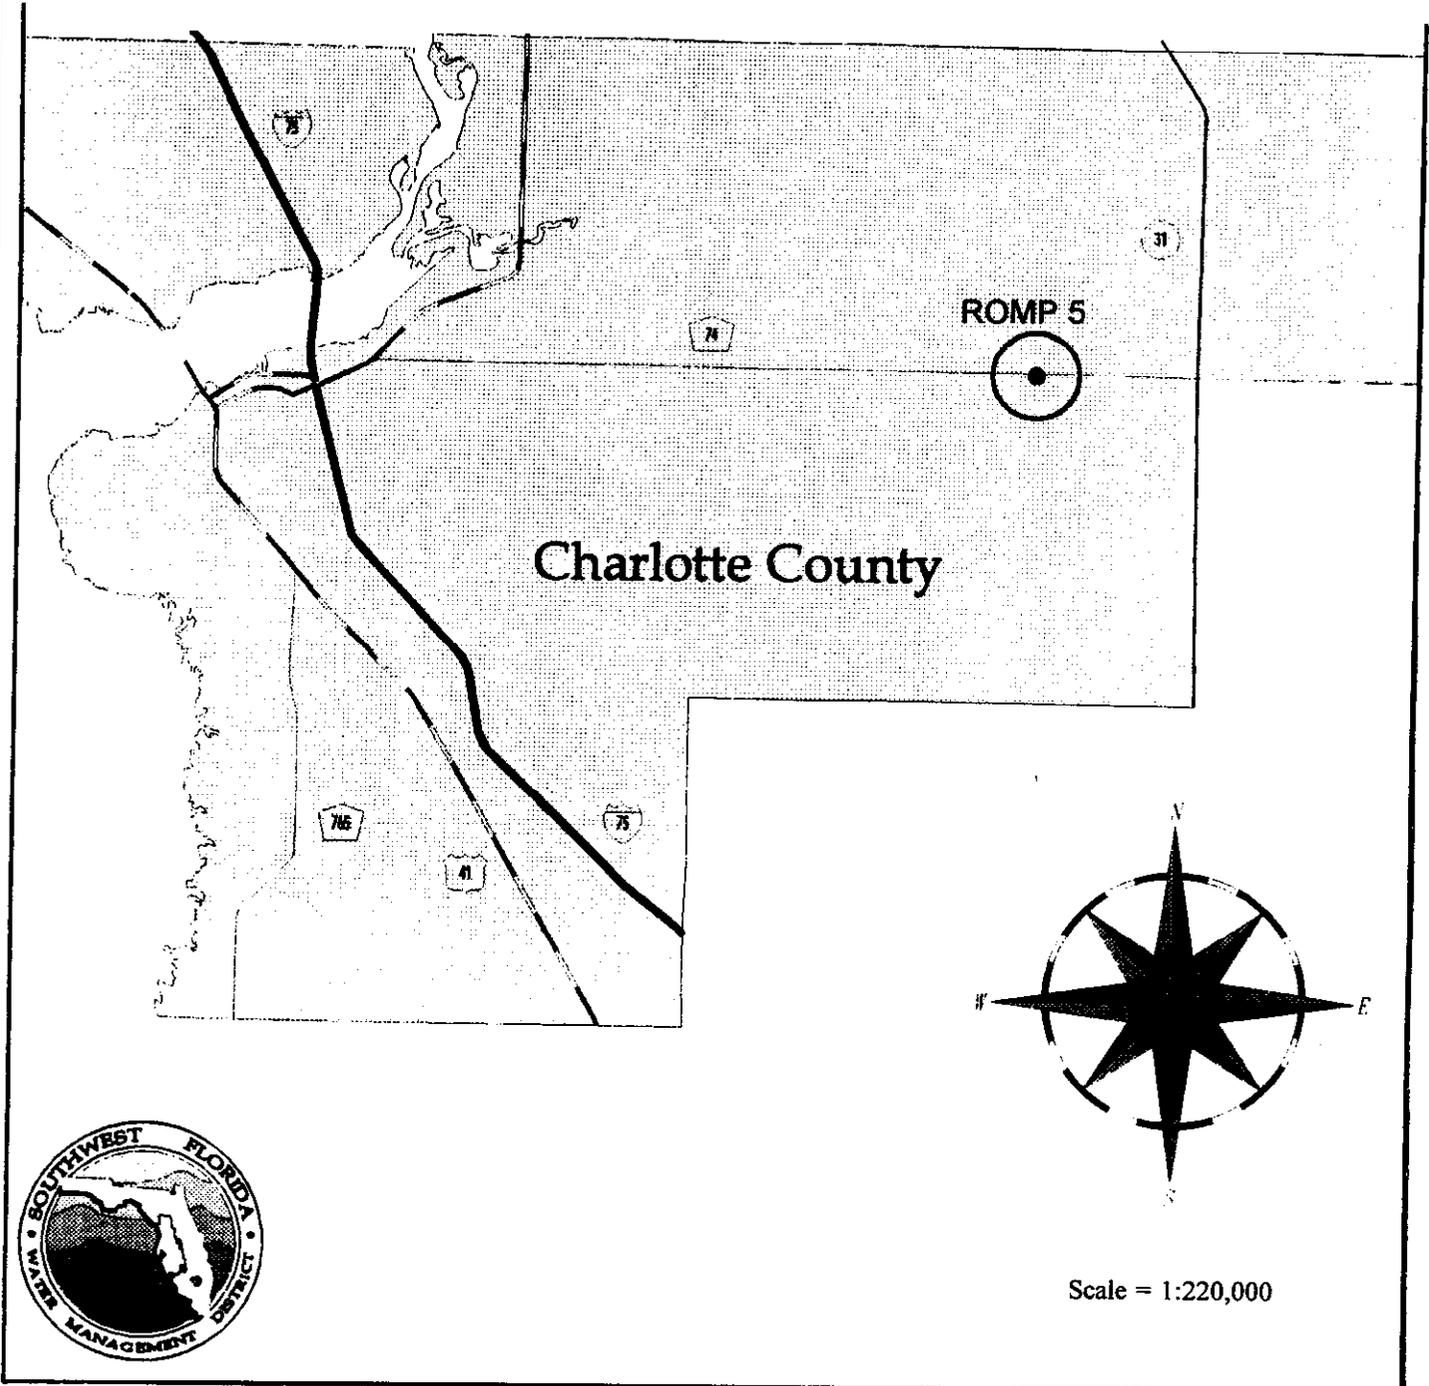 75
31
ROMP 5
74
Charlotte County
765
75
41
N
W
E
S
SOUTHWEST FLORIDA
WATER MANAGEMENT DISTRICT
Scale = 1:220,000